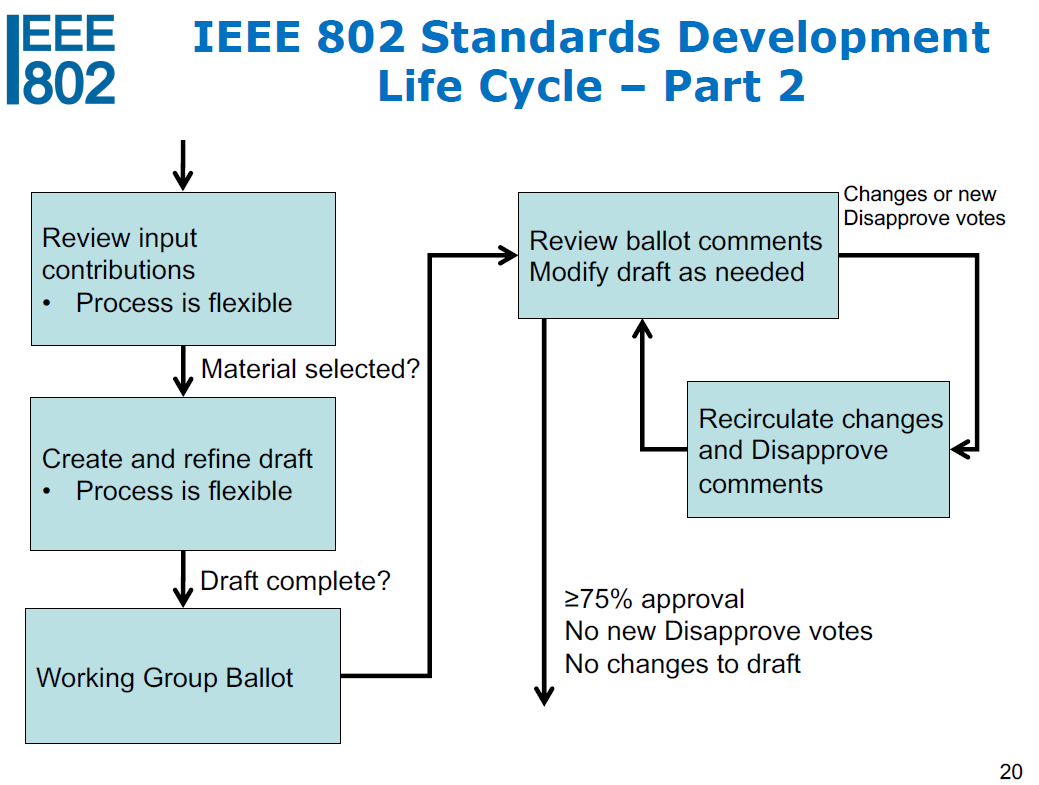 IEEE
802
IEEE 802 Standards Development
Life Cycle – Part 2
Review input
contributions
• Process is flexible
Material selected?
Create and refine draft
• Process is flexible
Draft complete?
Working Group Ballot
Review ballot comments
Modify draft as needed
Changes or new
Disapprove votes
Recirculate changes
and Disapprove
comments
≥75% approval
No new Disapprove votes
No changes to draft
20